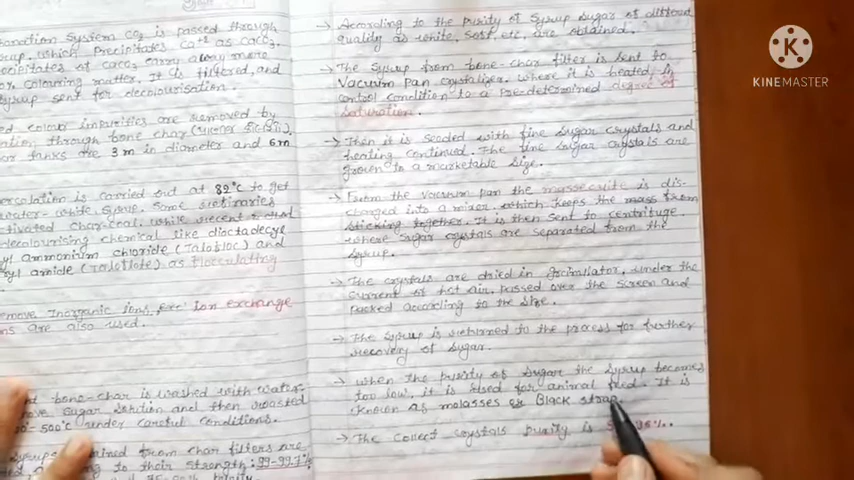 System CO2 is passed through
which precipitates Ca++ as CaCO3.
of CaCO3 carry away more
colouring matter. It is filtered, and
syrup sent for decolourisation.
colour impurities are removed by
through bone char
tanks are 3m in diameter and 6m
is carried out at 82°C to get
water-white syrup. Some refineries
charcoal. while recent method
decolourising chemical like dioctadecyl
ammonium chloride (Talofloc) and
as flocculating
Inorganic ions, ion exchange
are also used.
bone-char is washed with water
Sugar solution and then roasted
500°C under careful conditions.
from char filters are
to their strength: 99-99.7%
→ According to the purity of Syrup Sugar of different
quality as white, soft, etc, are obtained.
→ The Syrup from bone-char filter is sent to
Vacuum pan crystalizer. where it is heated in
control condition to a pre-determined degree of
Saturation.
→ Then it is seeded with fine sugar crystals and
heating continued. The fine sugar crystals are
grown to a marketable size.
→ From the vacuum pan the massecuite is dis-
charged into a mixer. which keeps the mass from
sticking together. It is then sent to centrifuge
where sugar crystals are separated from the
Syrup.
→ The crystals are dried in under the
current of hot air, passed over the screen and
packed according to the size.
→ The syrup is returned to the process for further
recovery of sugar.
→ when the purity of sugar the syrup becomes
too low, it is used for animal feed. It is
known as molasses or Black strap.
→ The crystals purity is
KINEMASTER